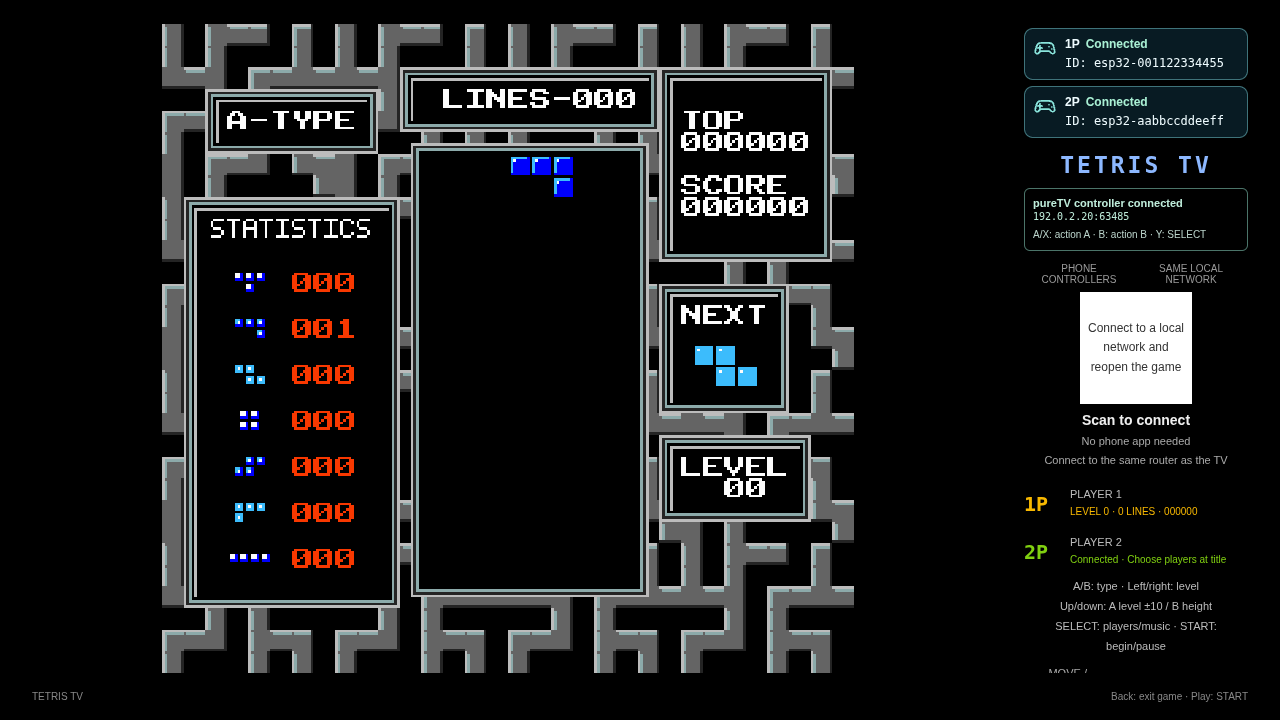 A-TYPE
LINES-000
TOP
000000
SCORE
000000
STATISTICS
000
001
000
000
000
000
000
NEXT
LEVEL
00
1P Connected
ID: esp32-001122334455
2P Connected
ID: esp32-aabbccddeeff
TETRIS TV
pureTV controller connected
192.0.2.20:63485
A/X: action A · B: action B · Y: SELECT
PHONE CONTROLLERS
SAME LOCAL NETWORK
Connect to a local
network and
reopen the game
Scan to connect
No phone app needed
Connect to the same router as the TV
1P
PLAYER 1
LEVEL 0 · 0 LINES · 000000
2P
PLAYER 2
Connected · Choose players at title
A/B: type · Left/right: level
Up/down: A level ±10 / B height
SELECT: players/music · START:
begin/pause
MOVE /
TETRIS TV
Back: exit game · Play: START